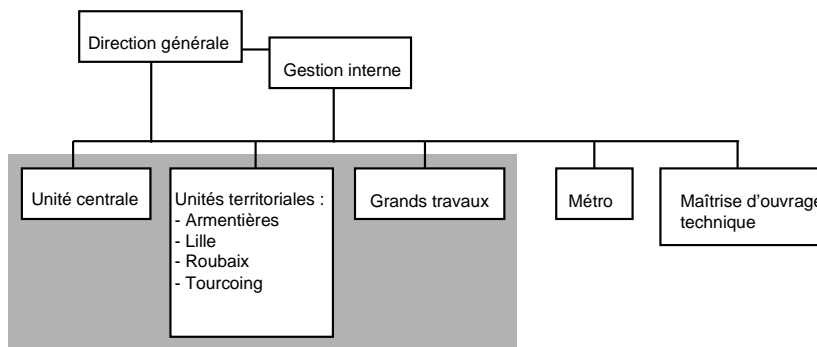 Direction générale
Gestion interne
Unité centrale
Unités territoriales :
- Armentières
- Lille
- Roubaix
- Tourcoing
Grands travaux
Métro
Maîtrise d'ouvrage
technique